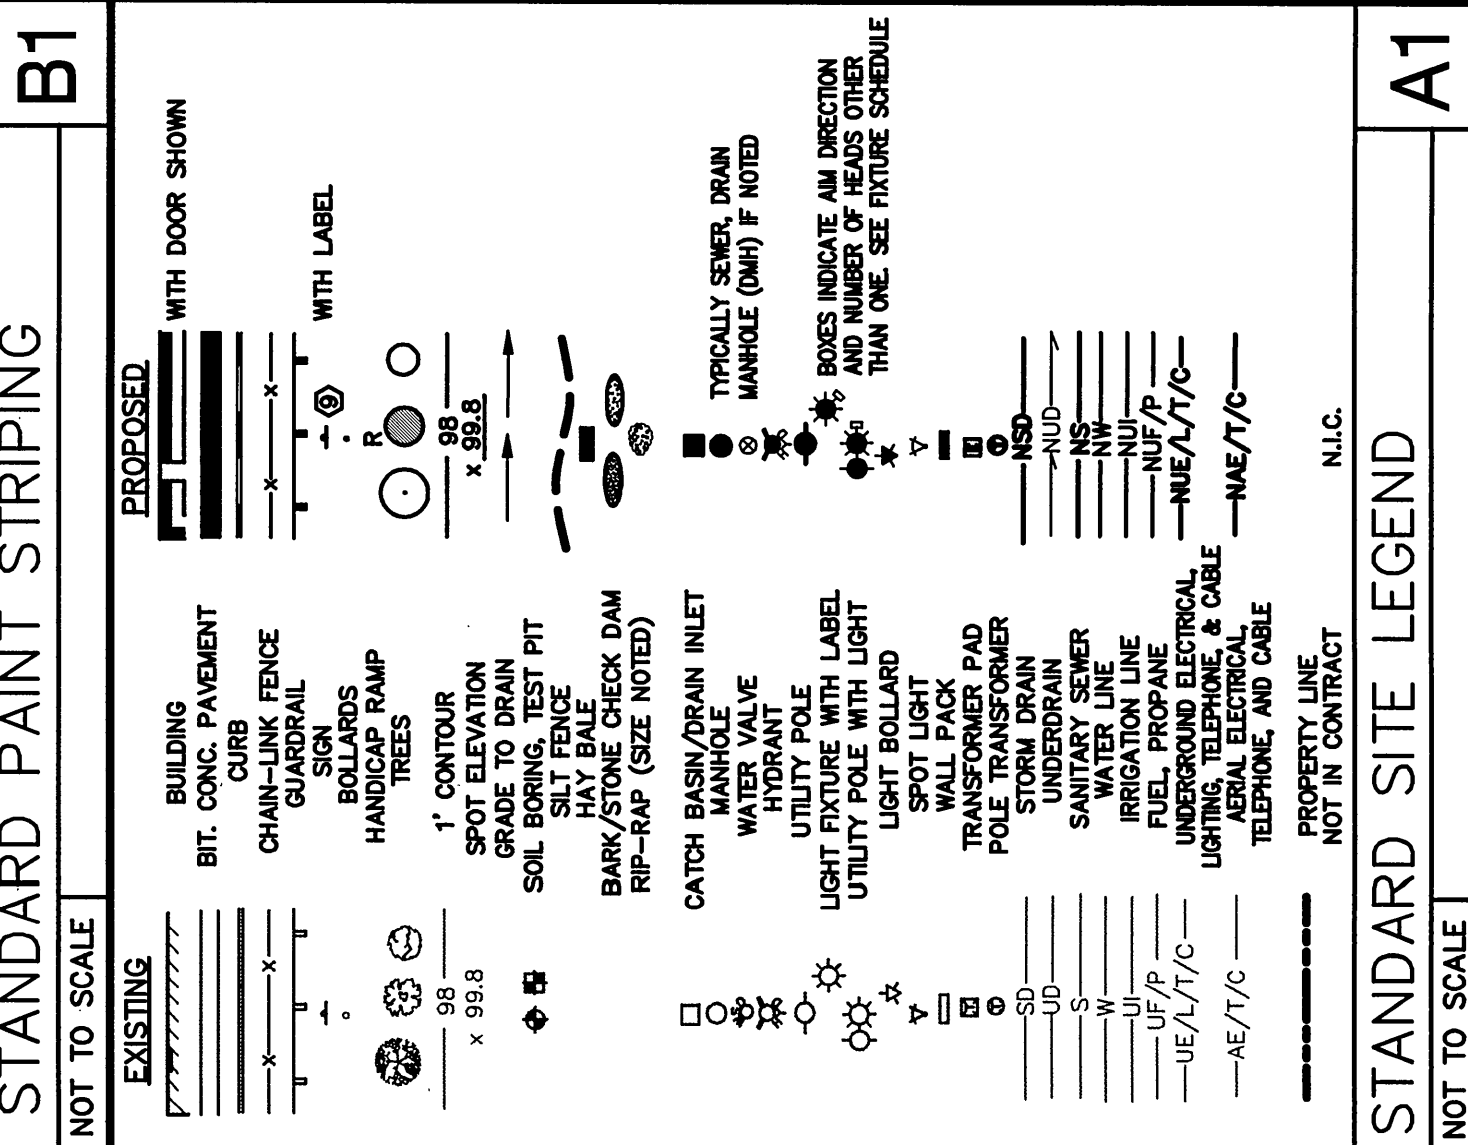 STANDARD PAINT STRIPING
B1
NOT TO SCALE
EXISTING
PROPOSED
BUILDING
WITH DOOR SHOWN
BIT. CONC. PAVEMENT
CURB
x x CHAIN-LINK FENCE x x
GUARDRAIL
SIGN 9 WITH LABEL
BOLLARDS
HANDICAP RAMP R
TREES
98 1' CONTOUR 98
x 99.8 SPOT ELEVATION x 99.8
GRADE TO DRAIN
SOIL BORING, TEST PIT
SILT FENCE
HAY BALE
BARK/STONE CHECK DAM
RIP-RAP (SIZE NOTED)
CATCH BASIN/DRAIN INLET
MANHOLE TYPICALLY SEWER, DRAIN
WATER VALVE MANHOLE (DMH) IF NOTED
HYDRANT
UTILITY POLE
LIGHT FIXTURE WITH LABEL BOXES INDICATE AIM DIRECTION
UTILITY POLE WITH LIGHT AND NUMBER OF HEADS OTHER
LIGHT BOLLARD THAN ONE. SEE FIXTURE SCHEDULE
SPOT LIGHT
WALL PACK
TRANSFORMER PAD
T POLE TRANSFORMER T
SD STORM DRAIN NSD
UD UNDERDRAIN NUD
S SANITARY SEWER NS
W WATER LINE NW
UI IRRIGATION LINE NUI
UF/P FUEL, PROPANE NUF/P
UE/L/T/C UNDERGROUND ELECTRICAL, NUE/L/T/C
LIGHTING, TELEPHONE, & CABLE
AE/T/C AERIAL ELECTRICAL, NAE/T/C
TELEPHONE, AND CABLE
PROPERTY LINE
NOT IN CONTRACT N.I.C.
STANDARD SITE LEGEND
A1
NOT TO SCALE